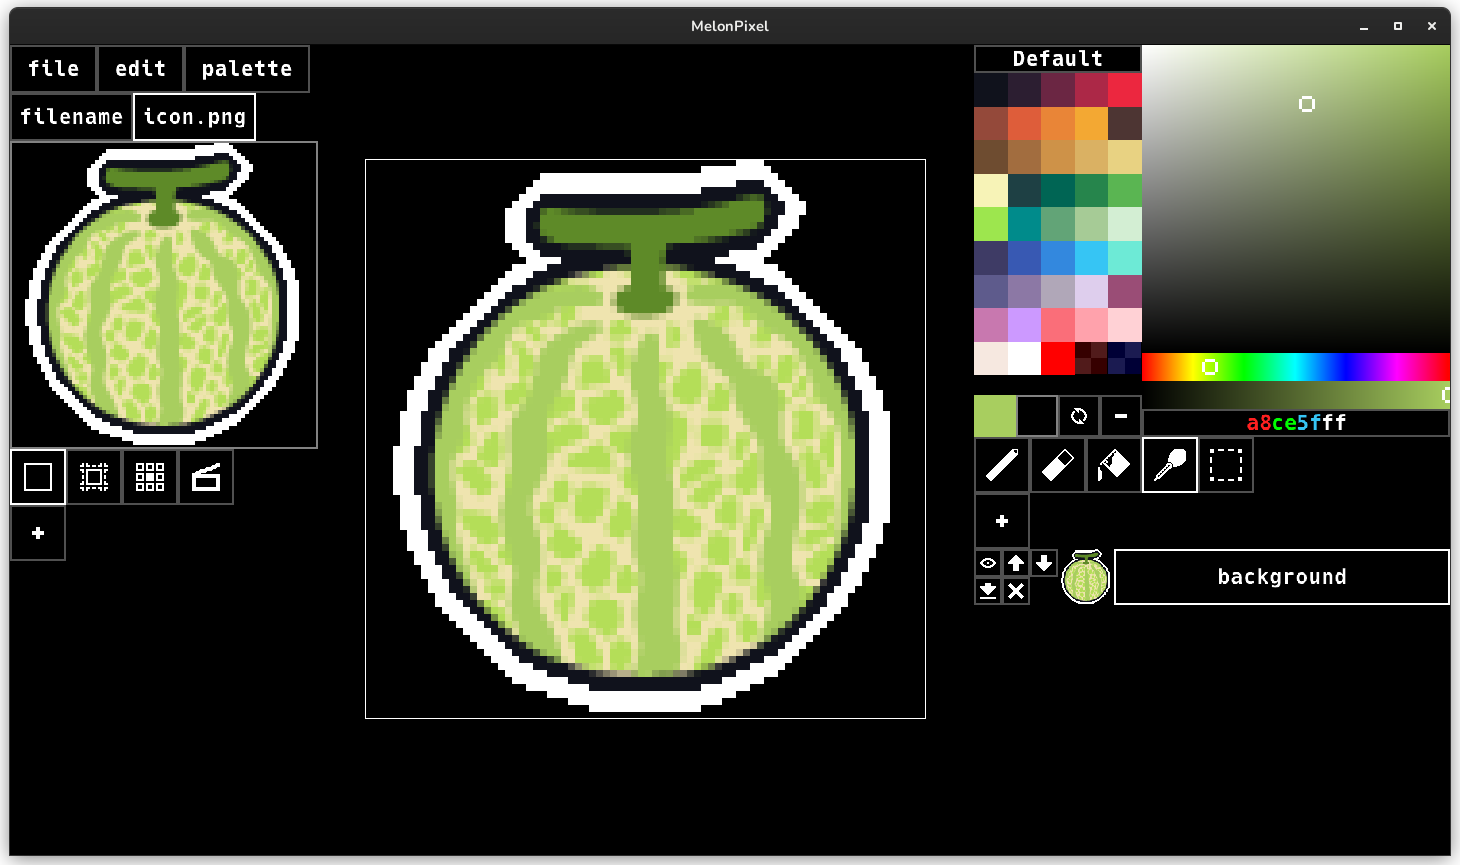 MelonPixel
file edit palette
filename icon.png
Default
a8ce5fff
background